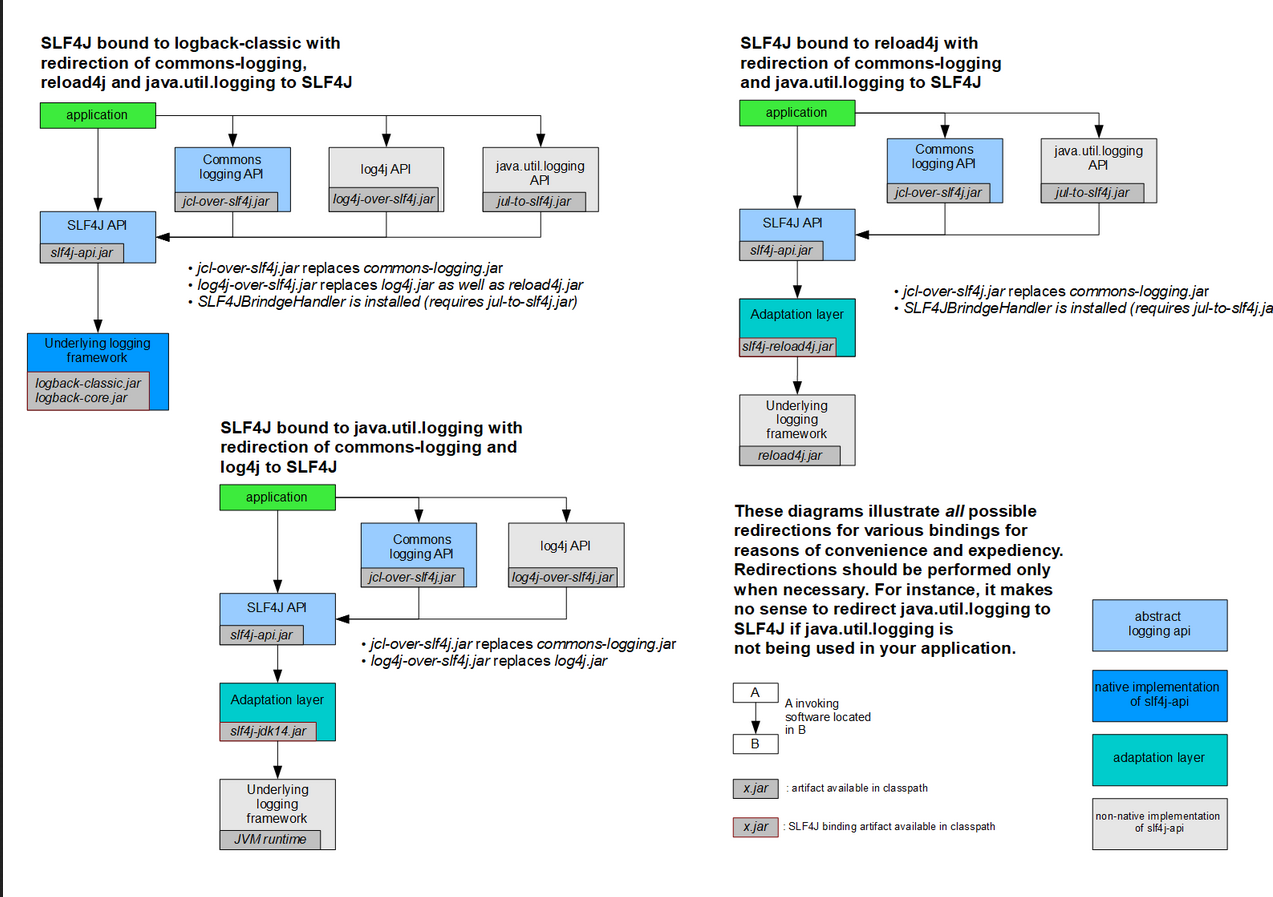 SLF4J bound to logback-classic with
redirection of commons-logging,
reload4j and java.util.logging to SLF4J
application
Commons
logging API
jcl-over-slf4j.jar
log4j API
log4j-over-slf4j.jar
java.util.logging
API
jul-to-slf4j.jar
SLF4J API
slf4j-api.jar
• jcl-over-slf4j.jar replaces commons-logging.jar
• log4j-over-slf4j.jar replaces log4j.jar as well as reload4j.jar
• SLF4JBrindgeHandler is installed (requires jul-to-slf4j.jar)
Underlying logging
framework
logback-classic.jar
logback-core.jar
SLF4J bound to reload4j with
redirection of commons-logging
and java.util.logging to SLF4J
application
Commons
logging API
jcl-over-slf4j.jar
java.util.logging
API
jul-to-slf4j.jar
SLF4J API
slf4j-api.jar
• jcl-over-slf4j.jar replaces commons-logging.jar
• SLF4JBrindgeHandler is installed (requires jul-to-slf4j.ja
Adaptation layer
slf4j-reload4j.jar
Underlying
logging
framework
reload4j.jar
SLF4J bound to java.util.logging with
redirection of commons-logging and
log4j to SLF4J
application
Commons
logging API
jcl-over-slf4j.jar
log4j API
log4j-over-slf4j.jar
SLF4J API
slf4j-api.jar
• jcl-over-slf4j.jar replaces commons-logging.jar
• log4j-over-slf4j.jar replaces log4j.jar
Adaptation layer
slf4j-jdk14.jar
Underlying
logging
framework
JVM runtime
These diagrams illustrate all possible
redirections for various bindings for
reasons of convenience and expediency.
Redirections should be performed only
when necessary. For instance, it makes
no sense to redirect java.util.logging to
SLF4J if java.util.logging is
not being used in your application.
A
A invoking
software located
in B
B
x.jar : artifact available in classpath
x.jar : SLF4J binding artifact available in classpath
abstract
logging api
native implementation
of slf4j-api
adaptation layer
non-native implementation
of slf4j-api